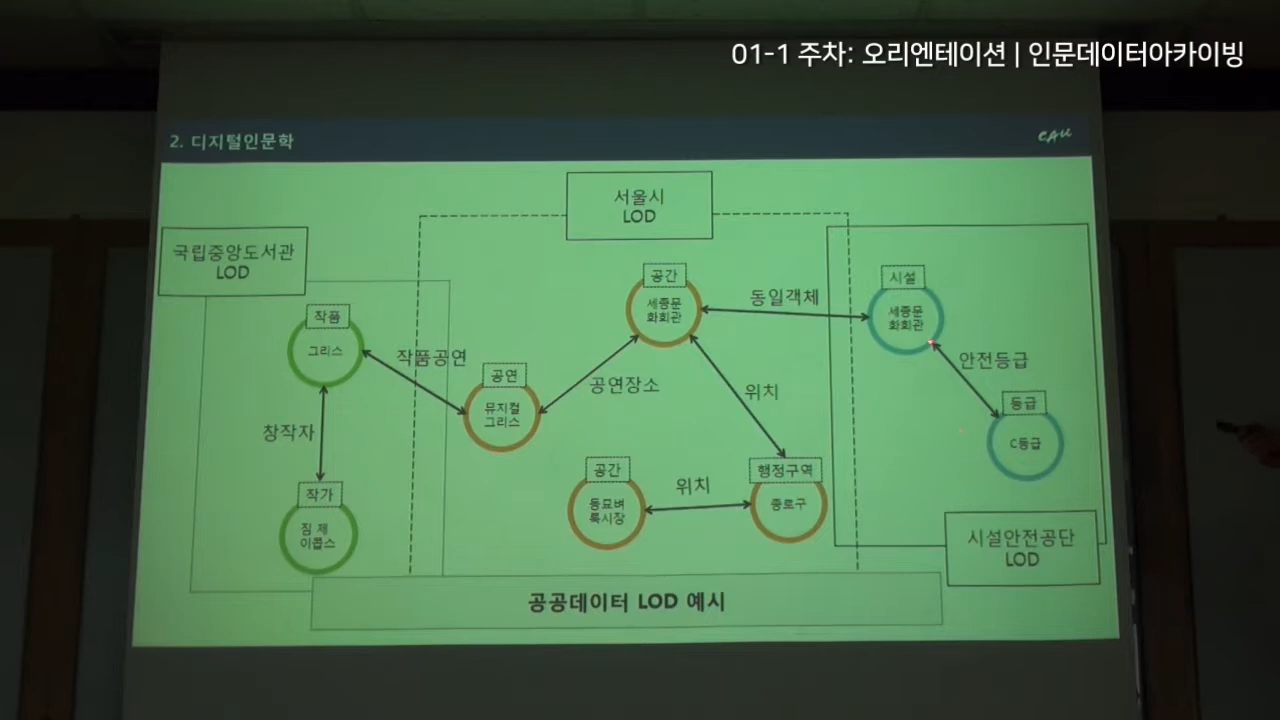 01-1 주차: 오리엔테이션 | 인문데이터아카이빙
2. 디지털인문학
CAU
서울시
LOD
국립중앙도서관
LOD
공간
세종문
화회관
동일객체
시설
세종문
화회관
작품
그리스
작품공연
공연
뮤지컬
그리스
공연장소
위치
안전등급
등급
C등급
창작자
작가
짐 제
이콥스
공간
동묘벼
룩시장
위치
행정구역
종로구
시설안전공단
LOD
공공데이터 LOD 예시